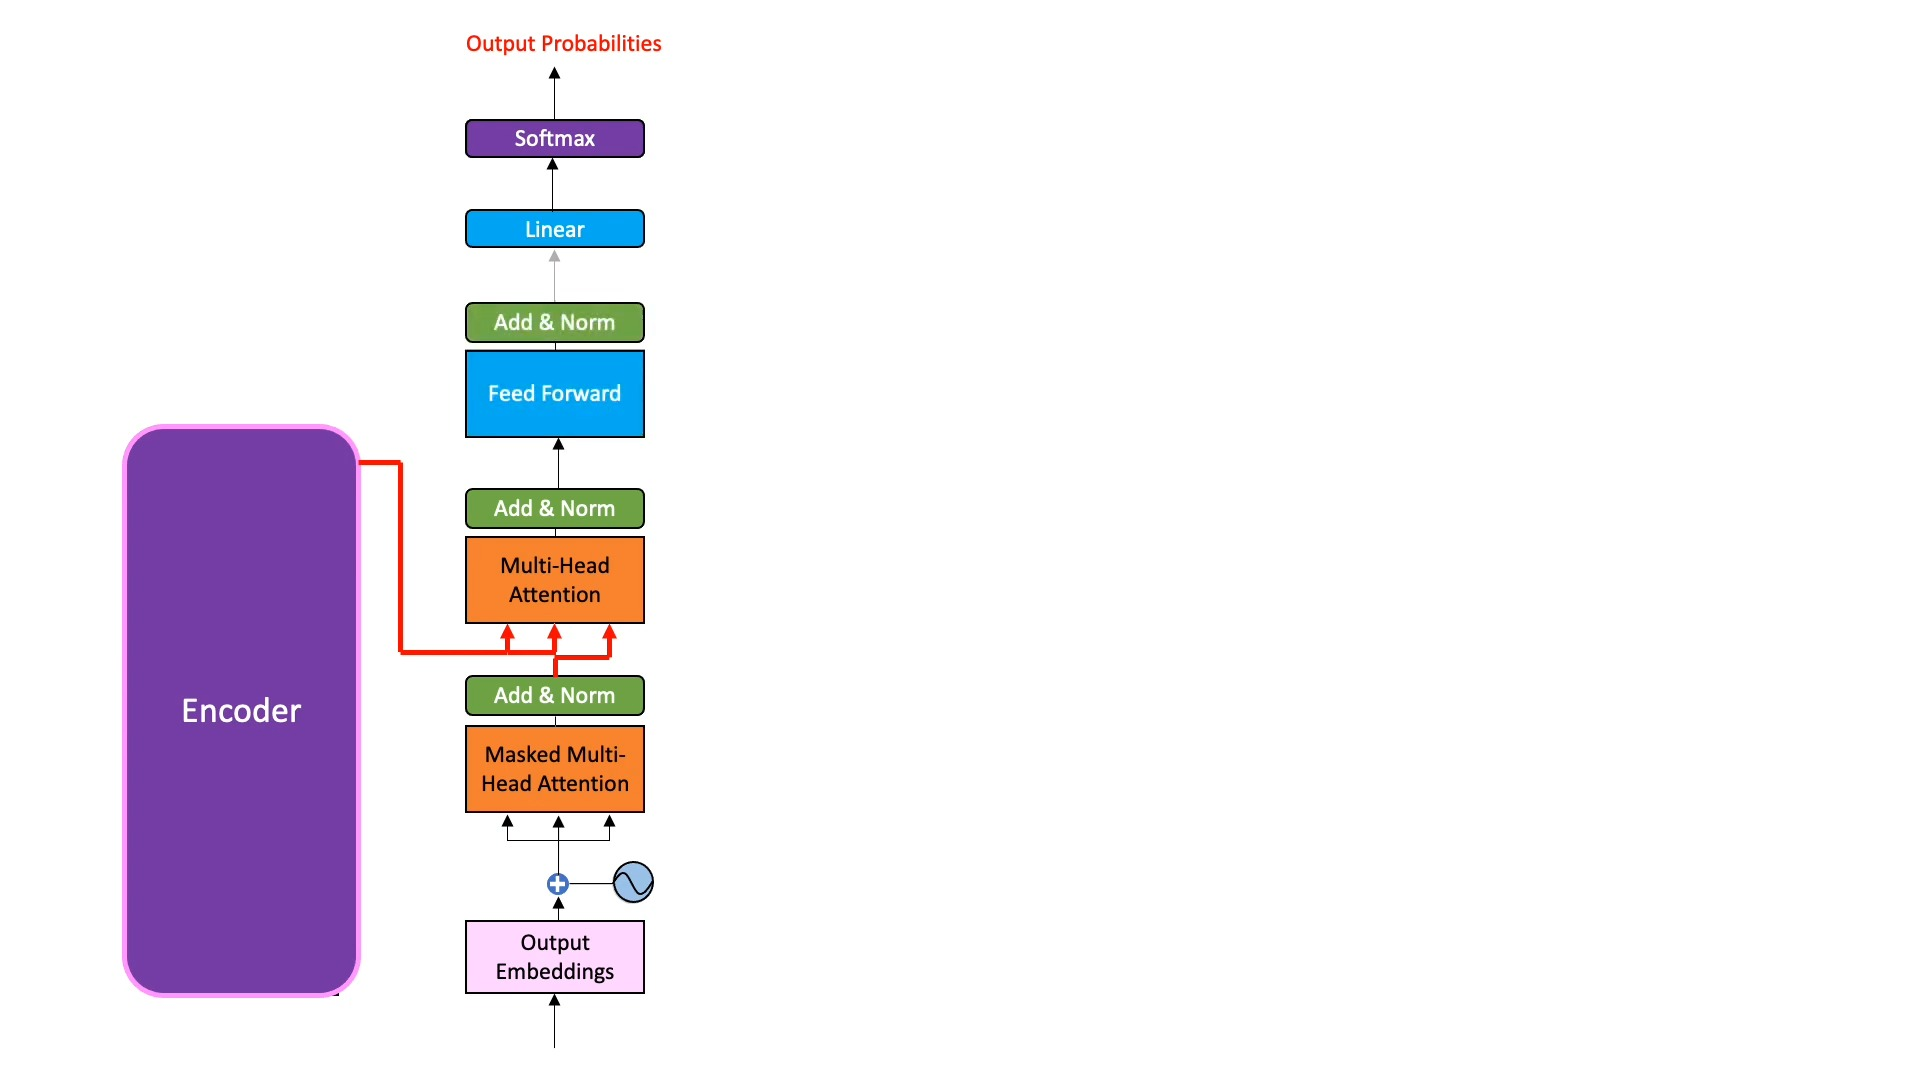 Output Probabilities
Softmax
Linear
Add & Norm
Feed Forward
Add & Norm
Multi-Head
Attention
Add & Norm
Encoder
Masked Multi-
Head Attention
Output
Embeddings